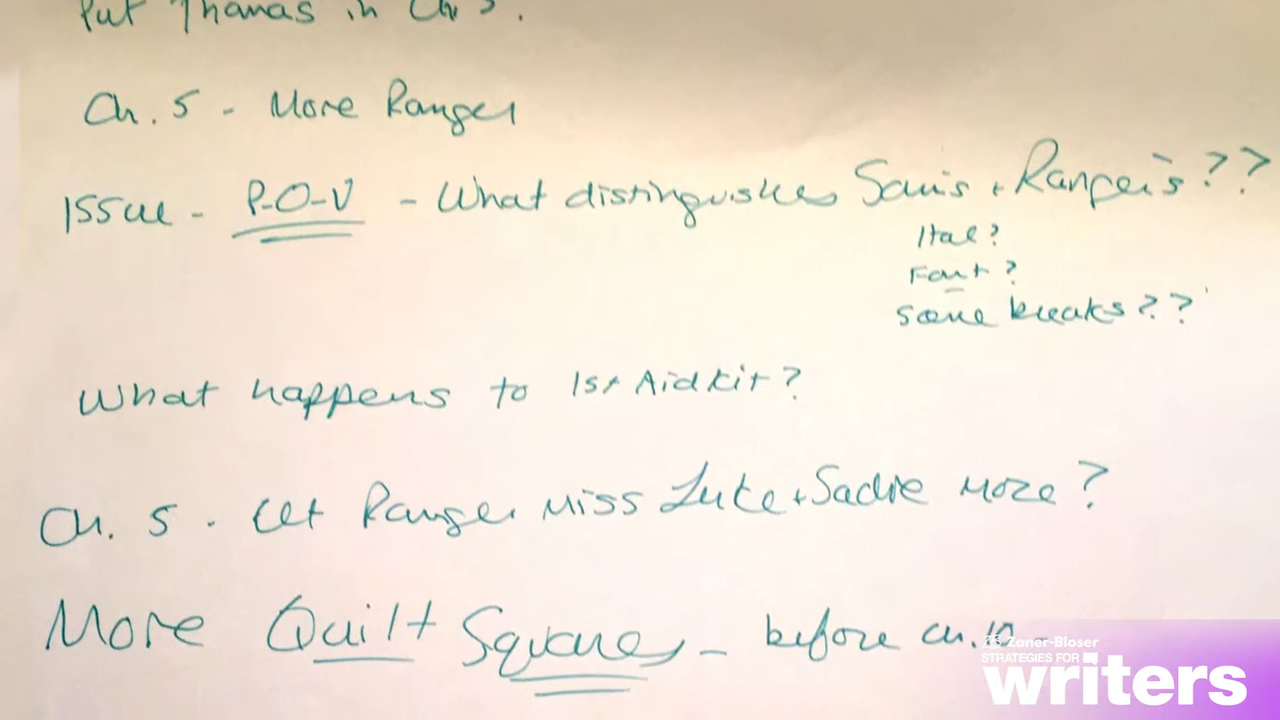 Put Thomas in Ch 5.
Ch. 5 - More Ranger
Issue - P-O-V - What distinguishes Sam's + Ranger's??
Ital?
Font?
Scene breaks??
What happens to 1st Aid kit?
Ch. 5. Let Ranger miss Luke + Sadie more?
More Quilt Squares - before ch.
Zaner-Bloser
STRATEGIES FOR
writers